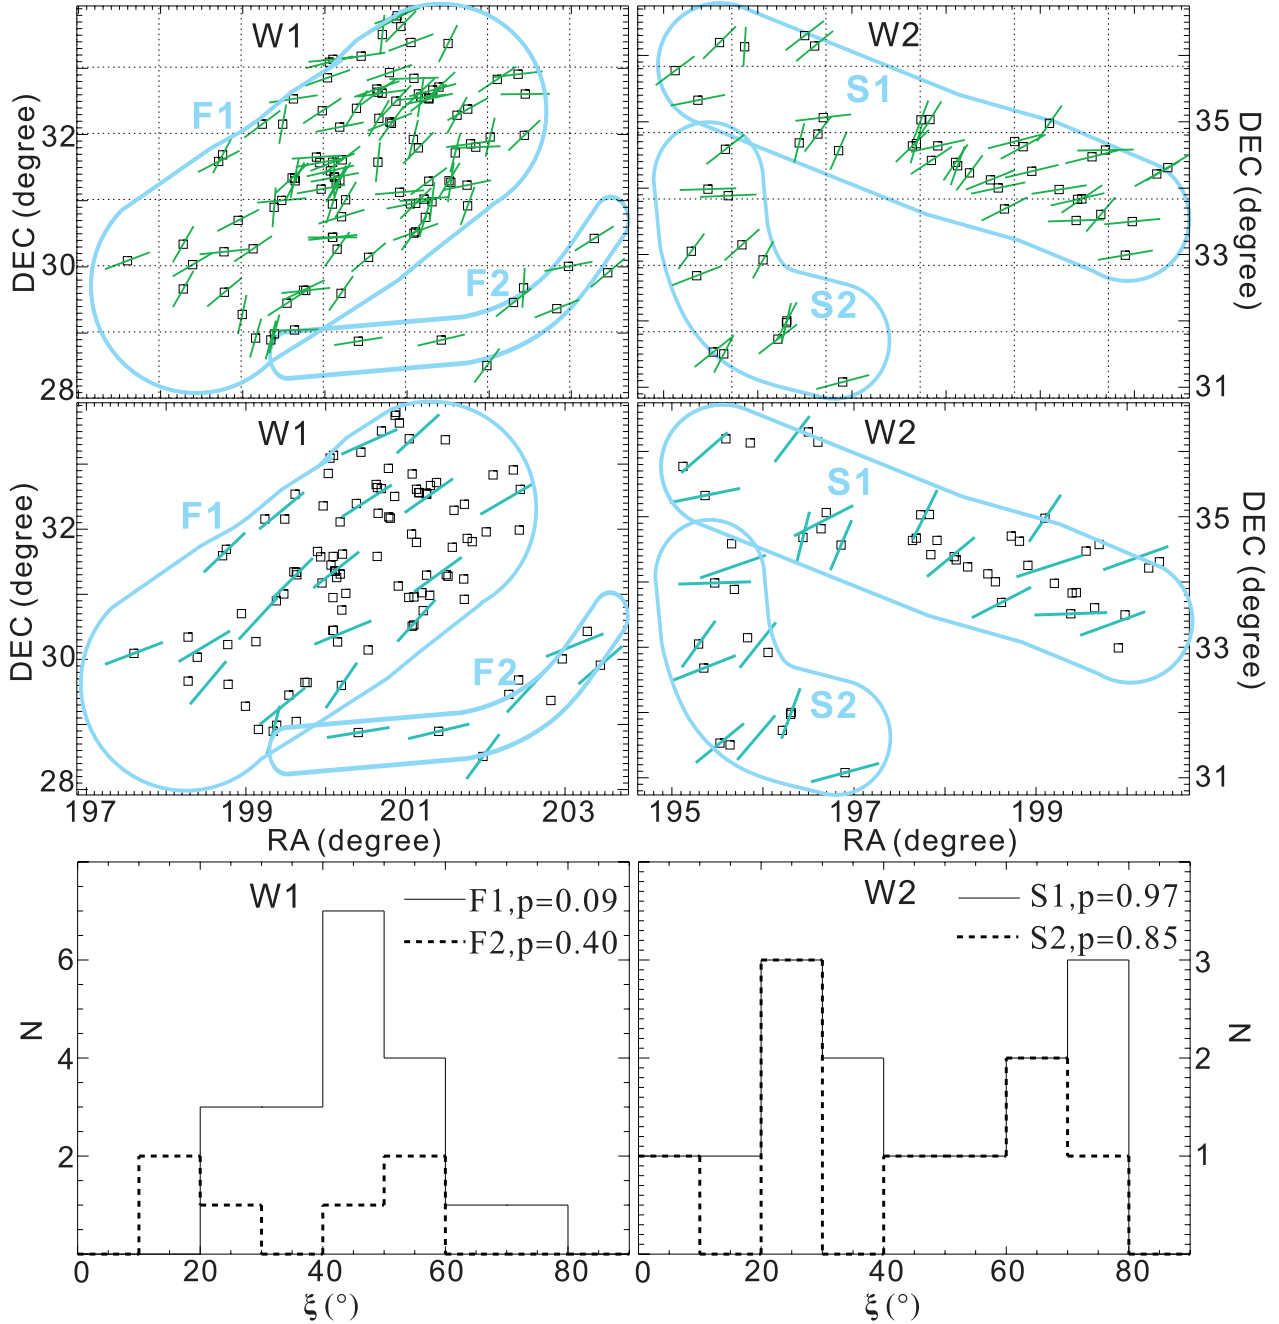 W1
F1
F2
DEC (degree)
32
30
28
W2
S1
S2
35
33
31
DEC (degree)
W1
F1
F2
DEC (degree)
32
30
28
197 199 201 203
RA (degree)
W2
S1
S2
35
33
31
DEC (degree)
195 197 199
RA (degree)
W1
F1,p=0.09
F2,p=0.40
N
6
4
2
0 20 40 60 80
ξ (°)
W2
S1,p=0.97
S2,p=0.85
3
2
1
N
0 20 40 60 80 0
ξ (°)